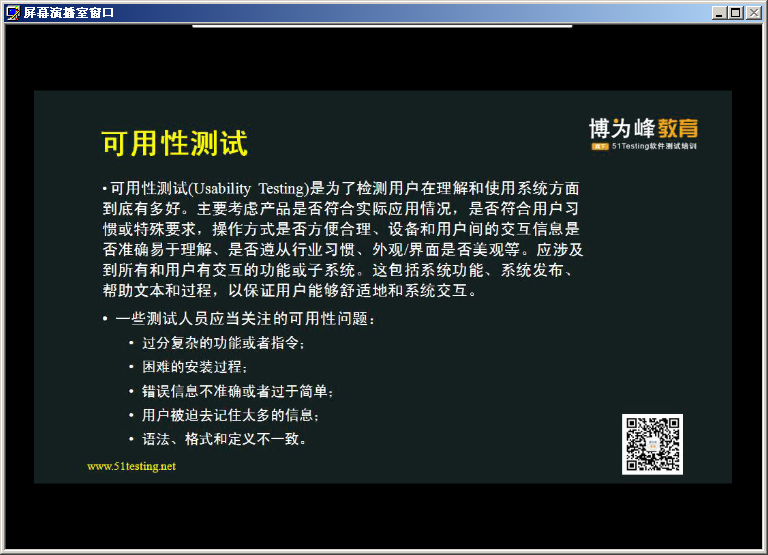 屏幕演播室窗口
博为峰教育
51Testing软件测试培训
可用性测试
•可用性测试(Usability Testing)是为了检测用户在理解和使用系统方面
到底有多好。主要考虑产品是否符合实际应用情况，是否符合用户习
惯或特殊要求，操作方式是否方便合理、设备和用户间的交互信息是
否准确易于理解、是否遵从行业习惯、外观/界面是否美观等。应涉及
到所有和用户有交互的功能或子系统。这包括系统功能、系统发布、
帮助文本和过程，以保证用户能够舒适地和系统交互。
• 一些测试人员应当关注的可用性问题：
• 过分复杂的功能或者指令；
• 困难的安装过程；
• 错误信息不准确或者过于简单；
• 用户被迫去记住太多的信息；
• 语法、格式和定义不一致。
www.51testing.net